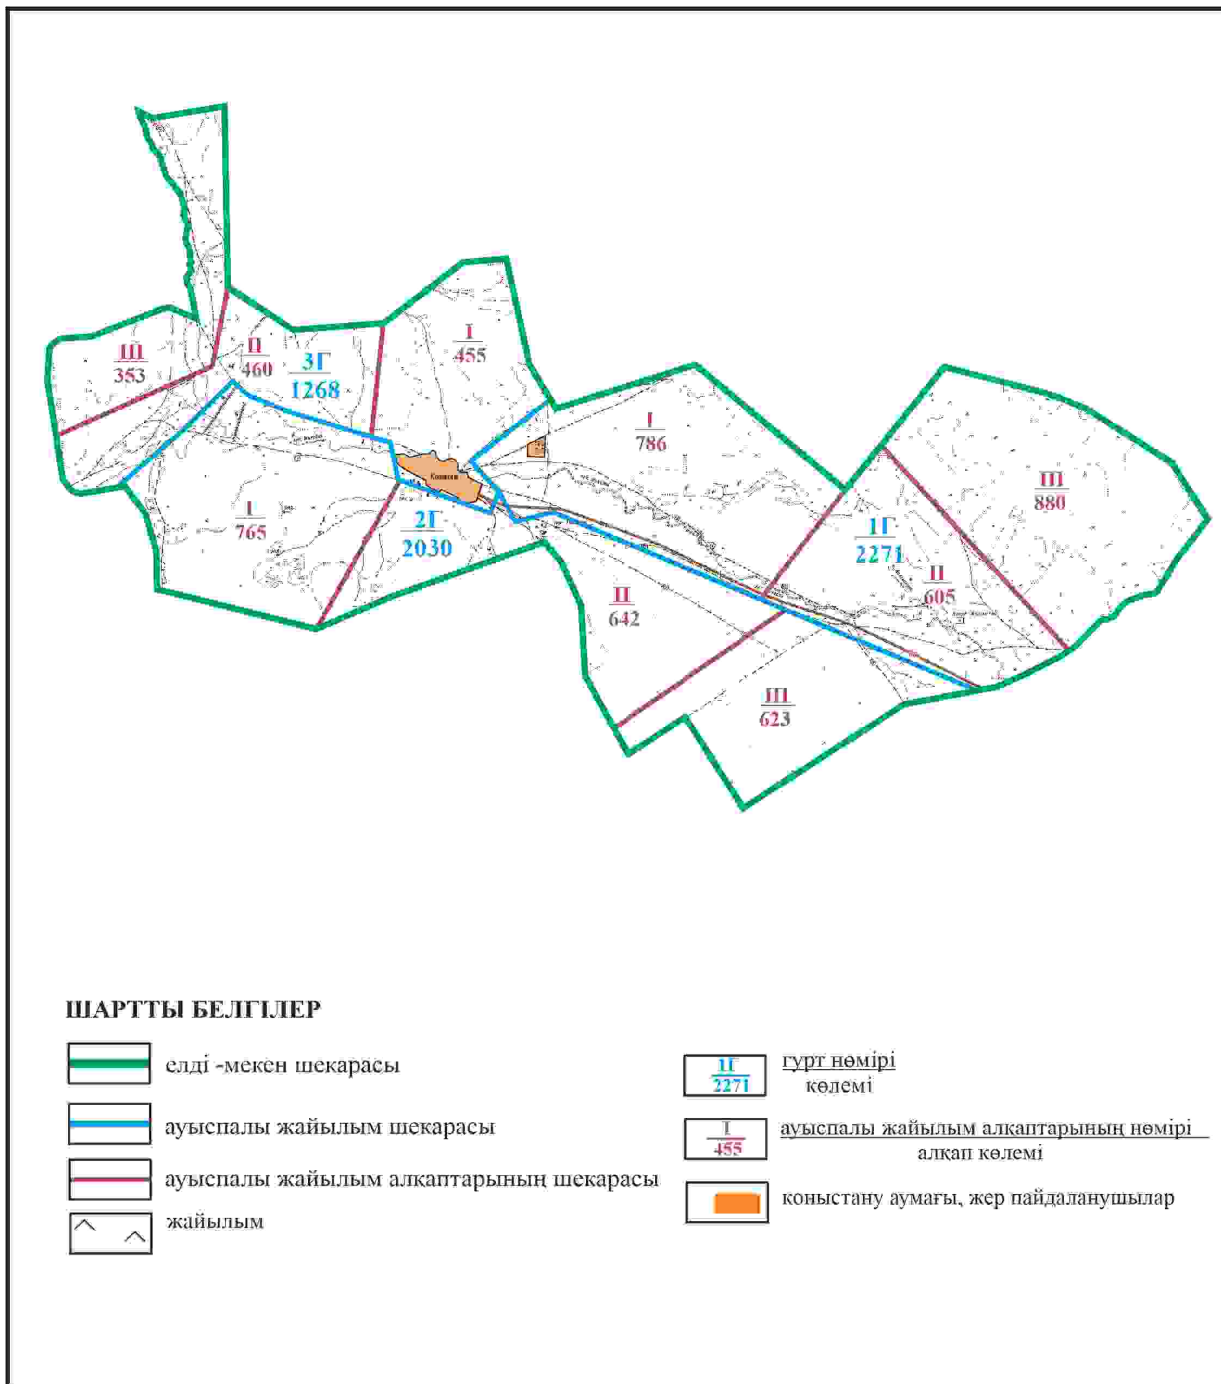 I
455
III
353
II
460
3Г
1268
I
786
III
880
I
765
2Г
2030
1Г
2271
II
605
II
642
III
623
ШАРТТЫ БЕЛГІЛЕР
елді -мекен шекарасы
ауыспалы жайылым шекарасы
ауыспалы жайылым алқаптарының шекарасы
жайылым
1Г
2271
гурт нөмірі
көлемі
I
455
ауыспалы жайылым алқаптарының нөмірі
алқап көлемі
қоныстану аумағы, жер пайдаланушылар